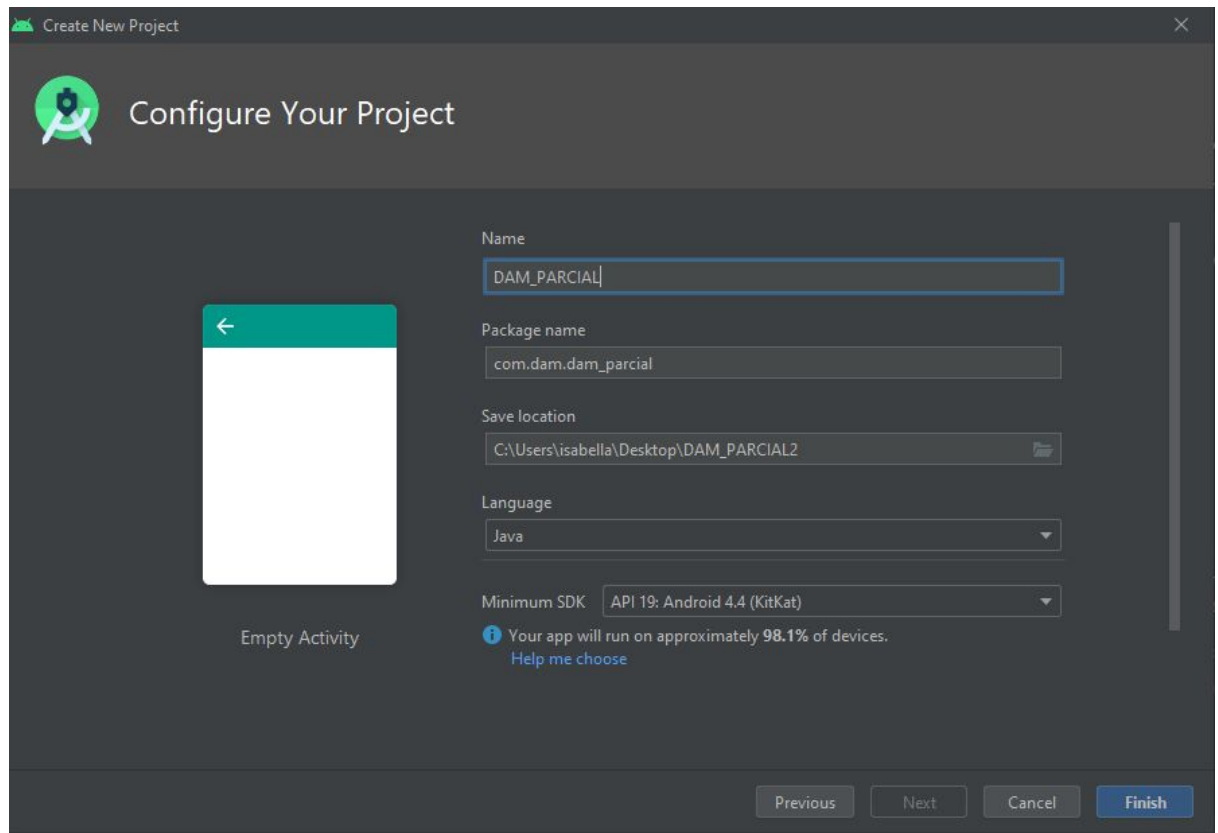 Create New Project
Configure Your Project
Name
DAM_PARCIAL
Package name
com.dam.dam_parcial
Save location
C:\Users\isabella\Desktop\DAM_PARCIAL2
Language
Java
Minimum SDK API 19: Android 4.4 (KitKat)
Your app will run on approximately 98.1% of devices.
Help me choose
Empty Activity
Previous Next Cancel Finish